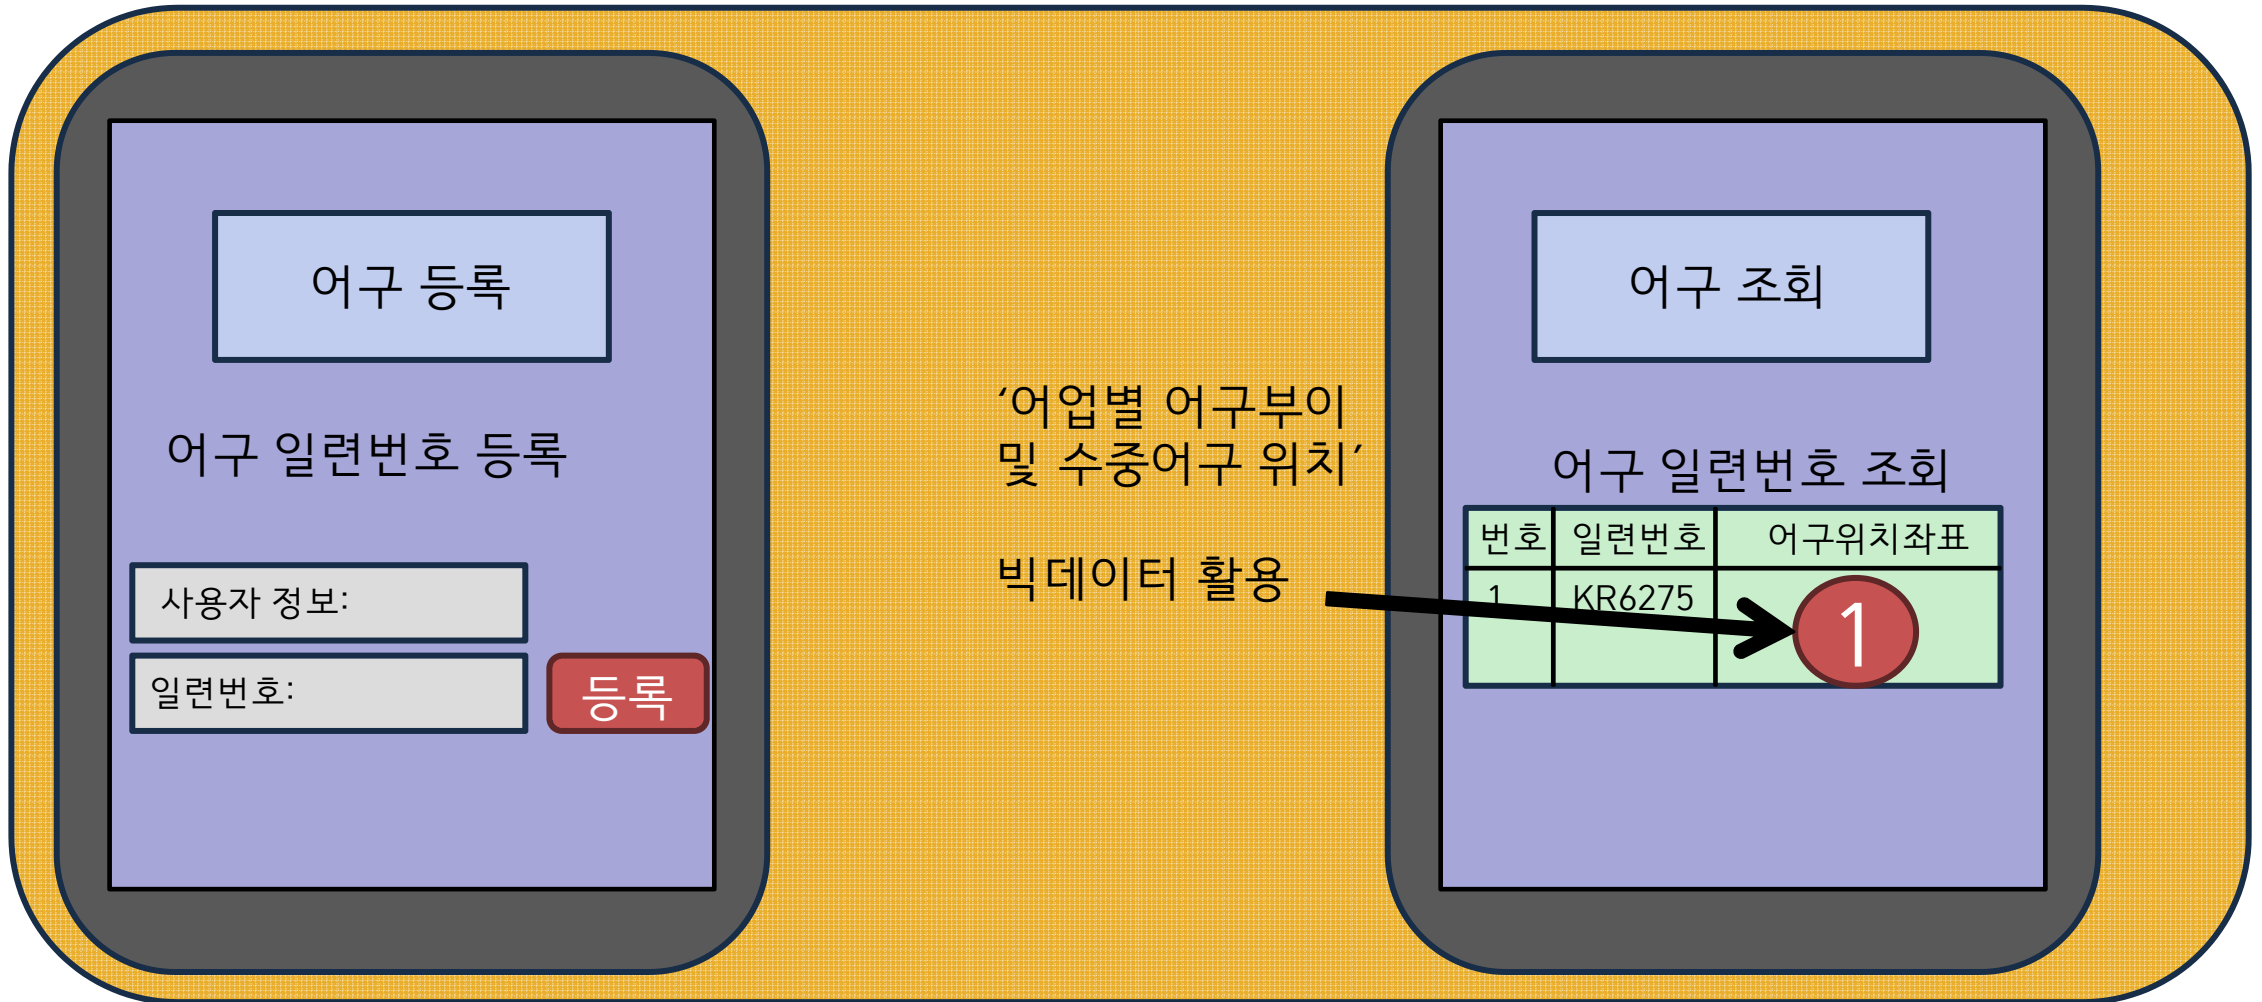 어구 등록
어구 일련번호 등록
사용자 정보:
일련번호:
등록
‘어업별 어구부이
및 수중어구 위치’
빅데이터 활용
어구 조회
어구 일련번호 조회
번호 일련번호 어구위치좌표
1 KR6275 1